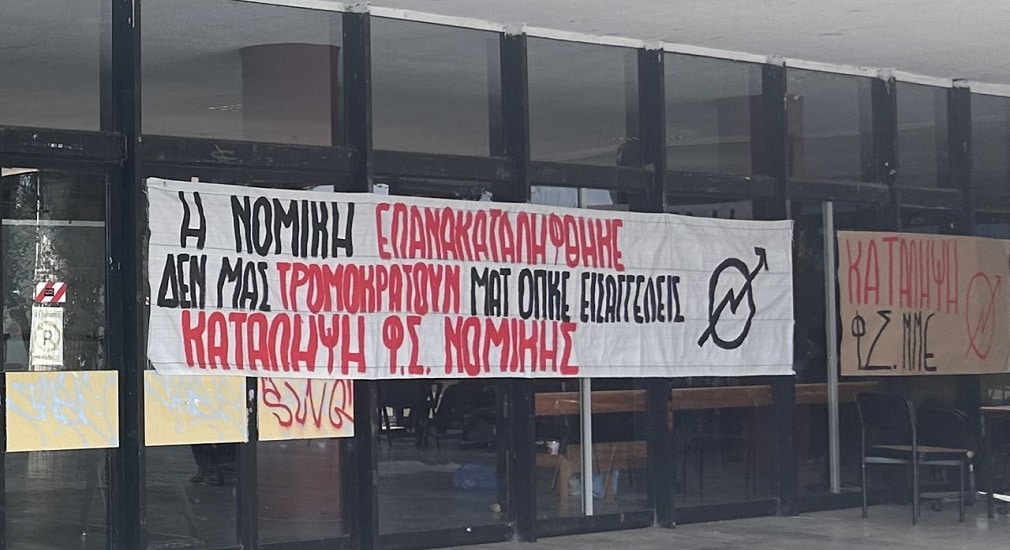 Η ΝΟΜΙΚΗ ΕΠΑΝΑΚΑΤΑΛΗΦΘΗΚΕ
ΔΕΝ ΜΑΣ ΤΡΟΜΟΚΡΑΤΟΥΝ ΜΑΤ ΟΠΚΕ ΕΙΣΑΓΓΕΛΕΙΣ
ΚΑΤΑΛΗΨΗ Φ.Σ. ΝΟΜΙΚΗΣ
ΚΑΤΑΛΗΨΗ
Φ.Σ. ΜΜΕ
P